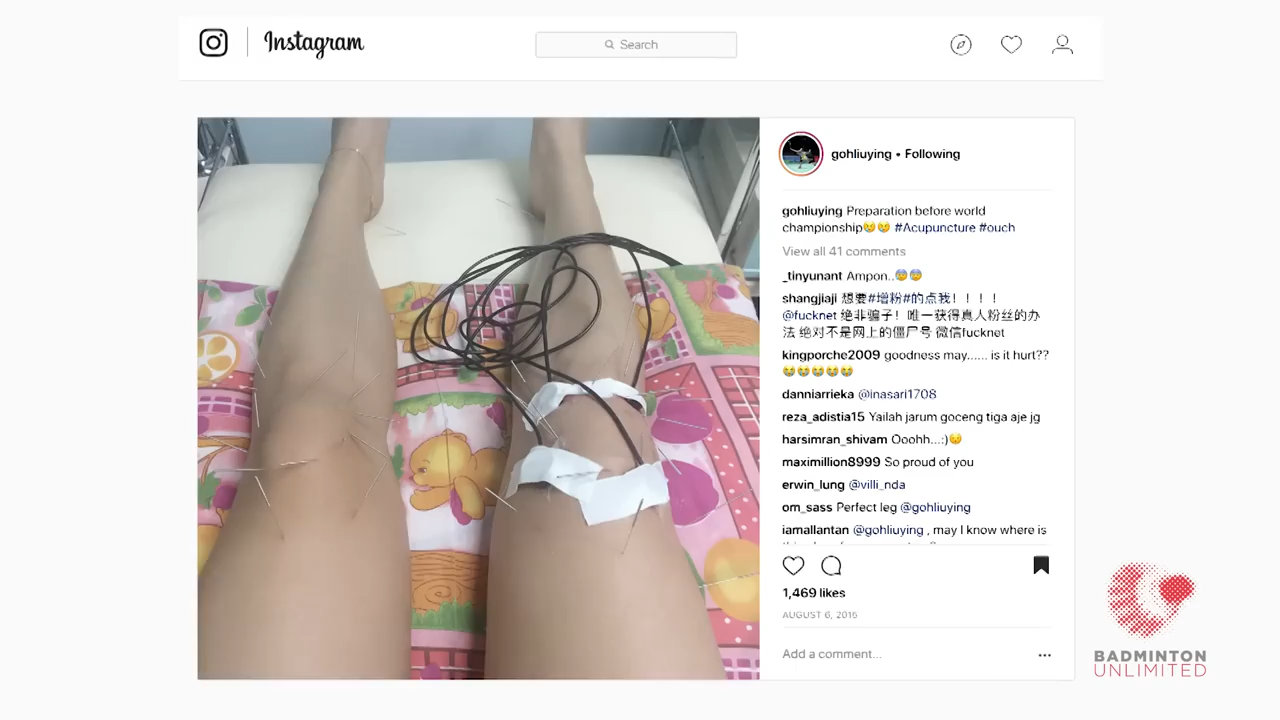 Instagram
Search
gohliuying • Following
gohliuying Preparation before world
championship😢😢 #Acupuncture #ouch
View all 41 comments
_tinyunant Ampon..😰😰
shangjiaji 想要#增粉#的点我！！！！
@fucknet 绝非骗子！ 唯一获得真人粉丝的办
法 绝对不是网上的僵尸号 微信fucknet
kingporche2009 goodness may...... is it hurt??
😭😭😭😭😭
danniarrieka @inasari1708
reza_adistia15 Yailah jarum goceng tiga aje jg
harsimran_shivam Ooohh...:)😔
maximillion8999 So proud of you
erwin_lung @villi_nda
om_sass Perfect leg @gohliuying
iamallantan @gohliuying , may I know where is
1,469 likes
Add a comment...
BADMINTON
UNLIMITED